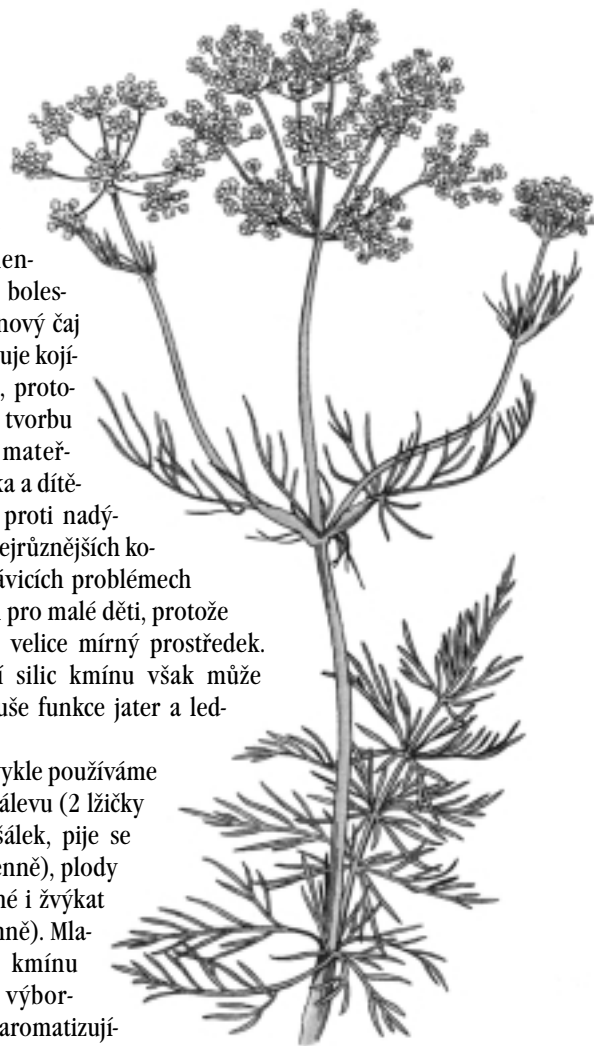 en-
boles-
nový čaj
uje kojí-
, proto-
tvorbu
mateř-
ka a dítě-
proti nadý-
ejrůznějších ko-
ávicích problémech
pro malé děti, protože
velice mírný prostředek.
í silic kmínu však může
uše funkce jater a led-
vykle používáme
álevu (2 lžičky
šálek, pije se
enně), plody
né i žvýkat
nně). Mla-
kmínu
výbor-
aromatizují-